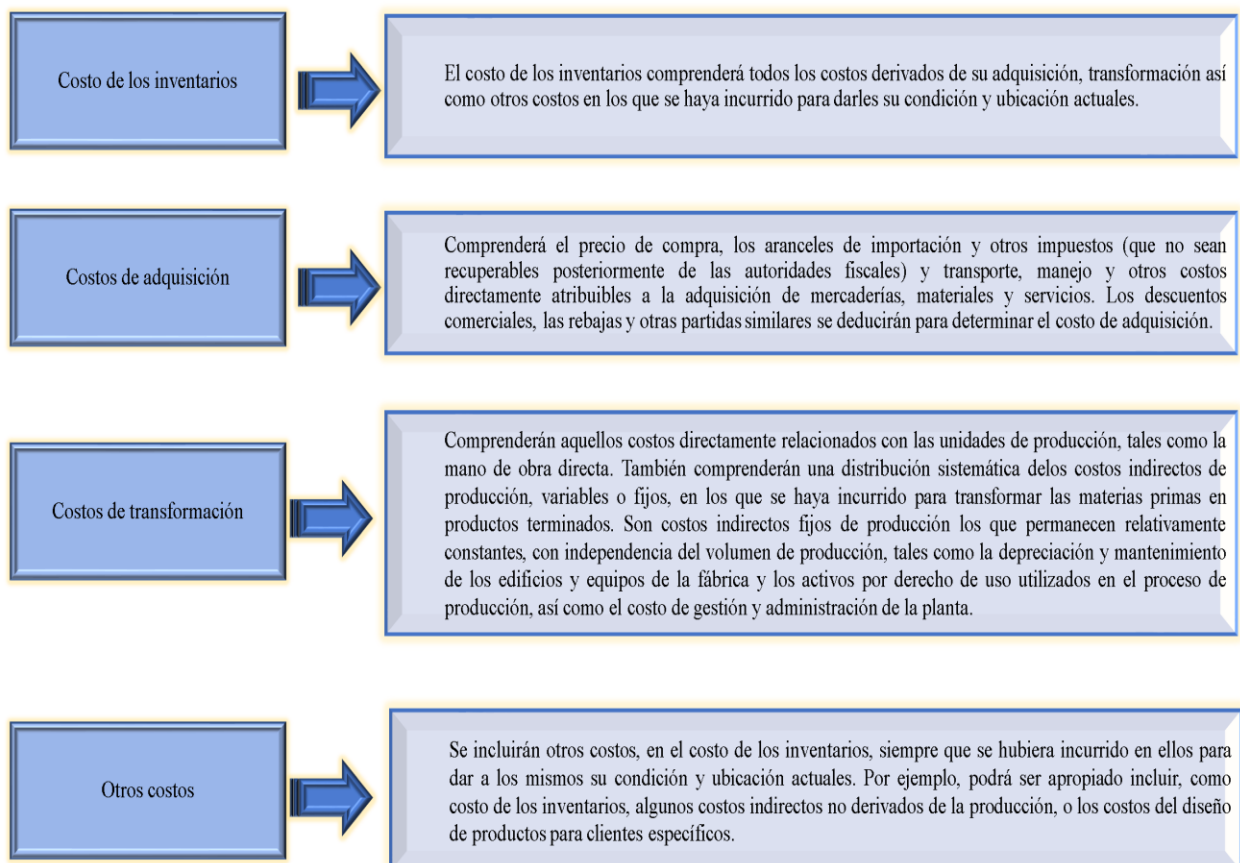 Costo de los inventarios
El costo de los inventarios comprenderá todos los costos derivados de su adquisición, transformación así
como otros costos en los que se haya incurrido para darles su condición y ubicación actuales.
Costos de adquisición
Comprenderá el precio de compra, los aranceles de importación y otros impuestos (que no sean
recuperables posteriormente de las autoridades fiscales) y transporte, manejo y otros costos
directamente atribuibles a la adquisición de mercaderías, materiales y servicios. Los descuentos
comerciales, las rebajas y otras partidas similares se deducirán para determinar el costo de adquisición.
Costos de transformación
Comprenderán aquellos costos directamente relacionados con las unidades de producción, tales como la
mano de obra directa. También comprenderán una distribución sistemática delos costos indirectos de
producción, variables o fijos, en los que se haya incurrido para transformar las materias primas en
productos terminados. Son costos indirectos fijos de producción los que permanecen relativamente
constantes, con independencia del volumen de producción, tales como la depreciación y mantenimiento
de los edificios y equipos de la fábrica y los activos por derecho de uso utilizados en el proceso de
producción, así como el costo de gestión y administración de la planta.
Otros costos
Se incluirán otros costos, en el costo de los inventarios, siempre que se hubiera incurrido en ellos para
dar a los mismos su condición y ubicación actuales. Por ejemplo, podrá ser apropiado incluir, como
costo de los inventarios, algunos costos indirectos no derivados de la producción, o los costos del diseño
de productos para clientes específicos.